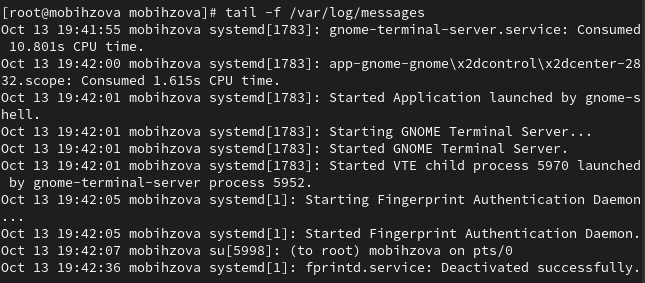 [root@mobihzova mobihzova]# tail -f /var/log/messages
Oct 13 19:41:55 mobihzova systemd[1783]: gnome-terminal-server.service: Consumed
 10.801s CPU time.
Oct 13 19:42:00 mobihzova systemd[1783]: app-gnome-gnome\x2dcontrol\x2dcenter-28
32.scope: Consumed 1.615s CPU time.
Oct 13 19:42:01 mobihzova systemd[1783]: Started Application launched by gnome-s
hell.
Oct 13 19:42:01 mobihzova systemd[1783]: Starting GNOME Terminal Server...
Oct 13 19:42:01 mobihzova systemd[1783]: Started GNOME Terminal Server.
Oct 13 19:42:01 mobihzova systemd[1783]: Started VTE child process 5970 launched
 by gnome-terminal-server process 5952.
Oct 13 19:42:05 mobihzova systemd[1]: Starting Fingerprint Authentication Daemon
...
Oct 13 19:42:05 mobihzova systemd[1]: Started Fingerprint Authentication Daemon.
Oct 13 19:42:07 mobihzova su[5998]: (to root) mobihzova on pts/0
Oct 13 19:42:36 mobihzova systemd[1]: fprintd.service: Deactivated successfully.